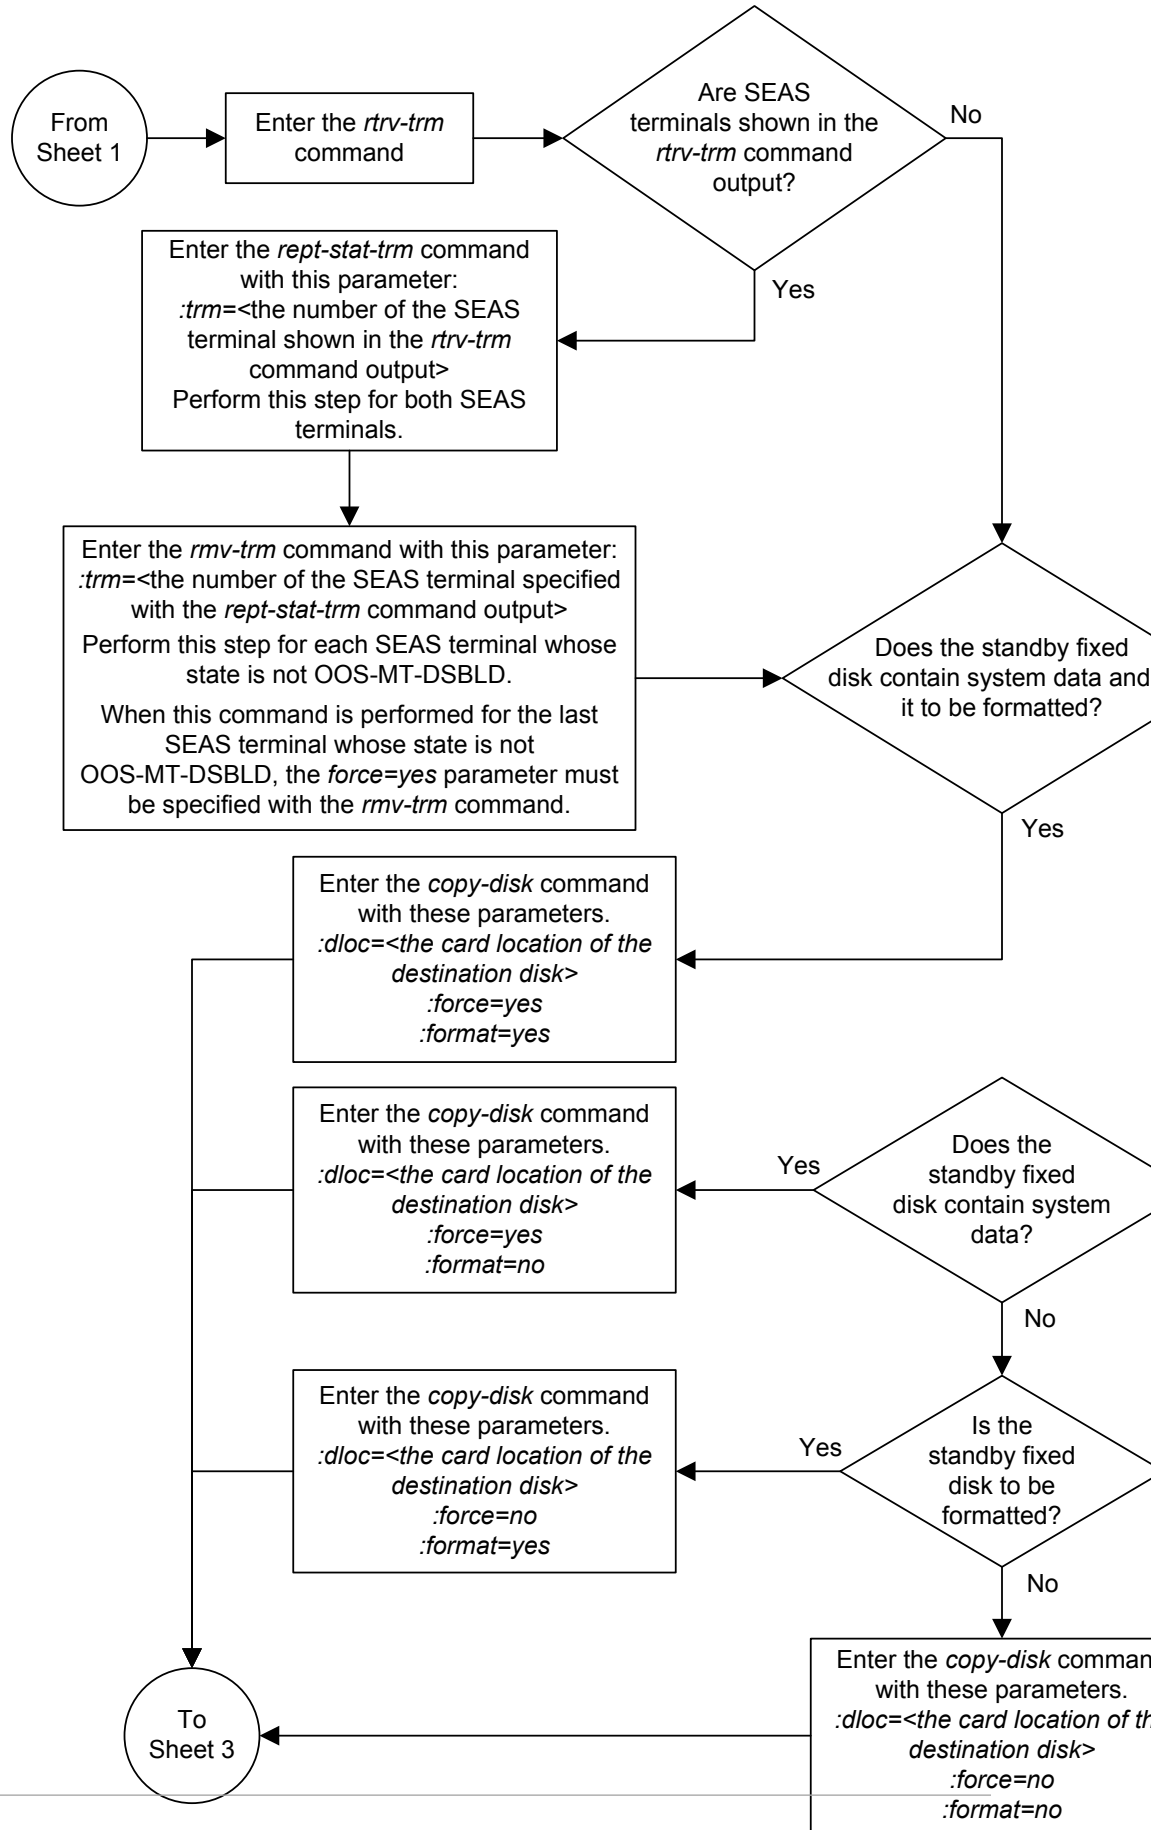 From
Sheet 1
Enter the rtrv-trm
command
Are SEAS
terminals shown in the
rtrv-trm command
output?
No
Yes
Enter the rept-stat-trm command
with this parameter:
:trm=<the number of the SEAS
terminal shown in the rtrv-trm
command output>
Perform this step for both SEAS
terminals.
Enter the rmv-trm command with this parameter:
:trm=<the number of the SEAS terminal specified
with the rept-stat-trm command output>
Perform this step for each SEAS terminal whose
state is not OOS-MT-DSBLD.
When this command is performed for the last
SEAS terminal whose state is not
OOS-MT-DSBLD, the force=yes parameter must
be specified with the rmv-trm command.
Does the standby fixed
disk contain system data and
it to be formatted?
Yes
Enter the copy-disk command
with these parameters.
:dloc=<the card location of the
destination disk>
:force=yes
:format=yes
Enter the copy-disk command
with these parameters.
:dloc=<the card location of the
destination disk>
:force=yes
:format=no
Yes
Does the
standby fixed
disk contain system
data?
No
Enter the copy-disk command
with these parameters.
:dloc=<the card location of the
destination disk>
:force=no
:format=yes
Yes
Is the
standby fixed
disk to be
formatted?
No
Enter the copy-disk comman
with these parameters.
:dloc=<the card location of th
destination disk>
:force=no
:format=no
To
Sheet 3